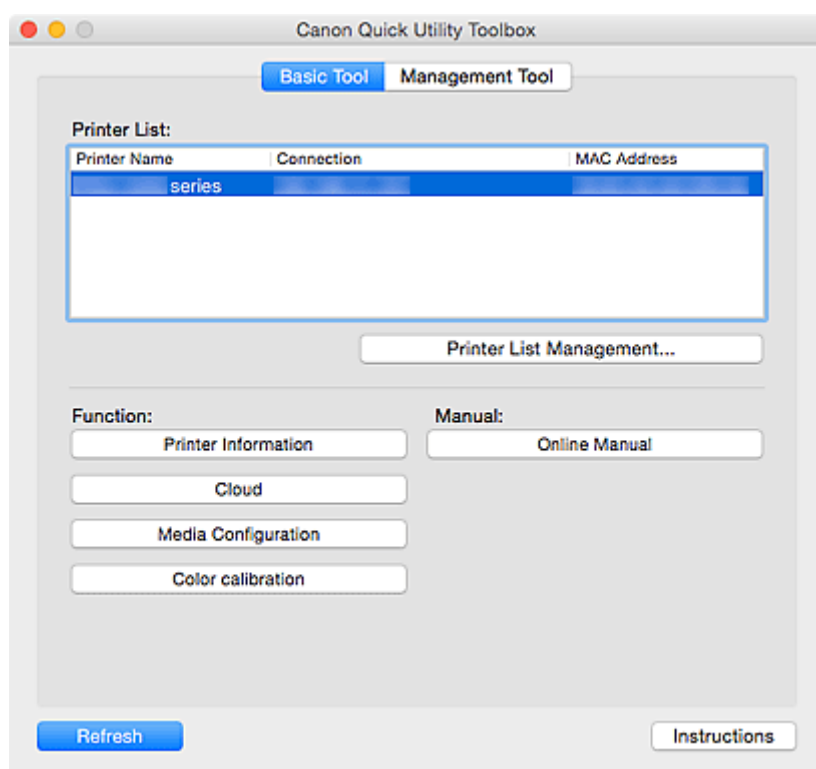 Canon Quick Utility Toolbox
Basic Tool Management Tool
Printer List:
Printer Name Connection MAC Address
series
Printer List Management...
Function: Manual:
Printer Information Online Manual
Cloud
Media Configuration
Color calibration
Refresh Instructions